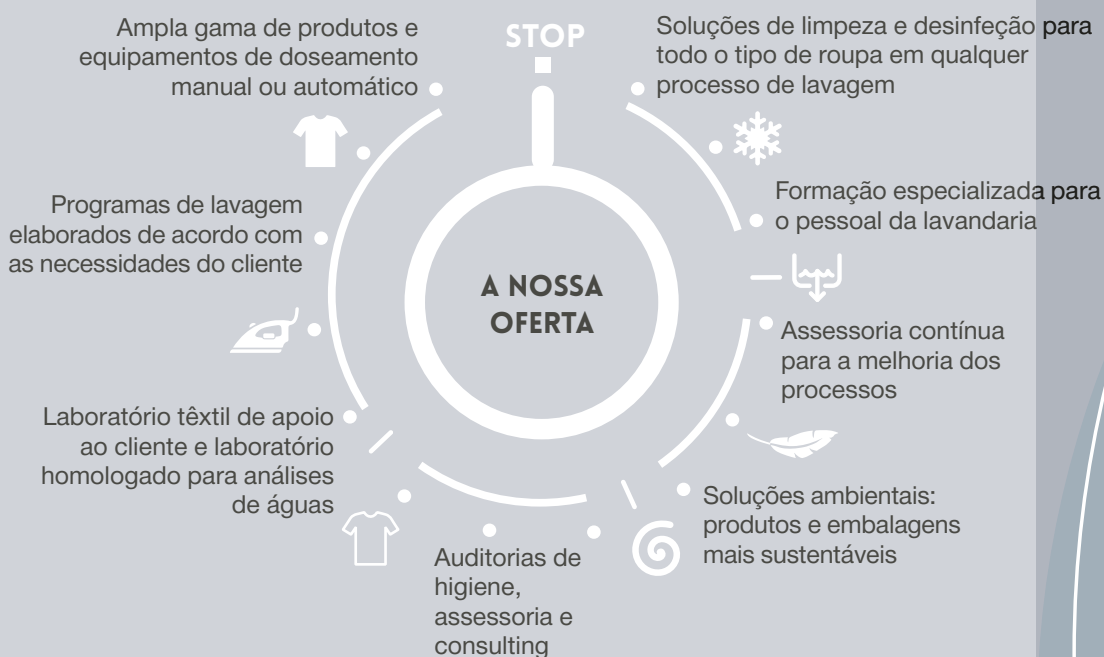 STOP
Soluções de limpeza e desinfeção para
todo o tipo de roupa em qualquer
processo de lavagem
Formação especializada para
o pessoal da lavandaria
Assessoria contínua
para a melhoria dos
processos
Soluções ambientais:
produtos e embalagens
mais sustentáveis
Auditorias de
higiene,
assessoria e
consulting
Laboratório têxtil de apoio
ao cliente e laboratório
homologado para análises
de águas
Programas de lavagem
elaborados de acordo com
as necessidades do cliente
Ampla gama de produtos e
equipamentos de doseamento
manual ou automático
A NOSSA
OFERTA